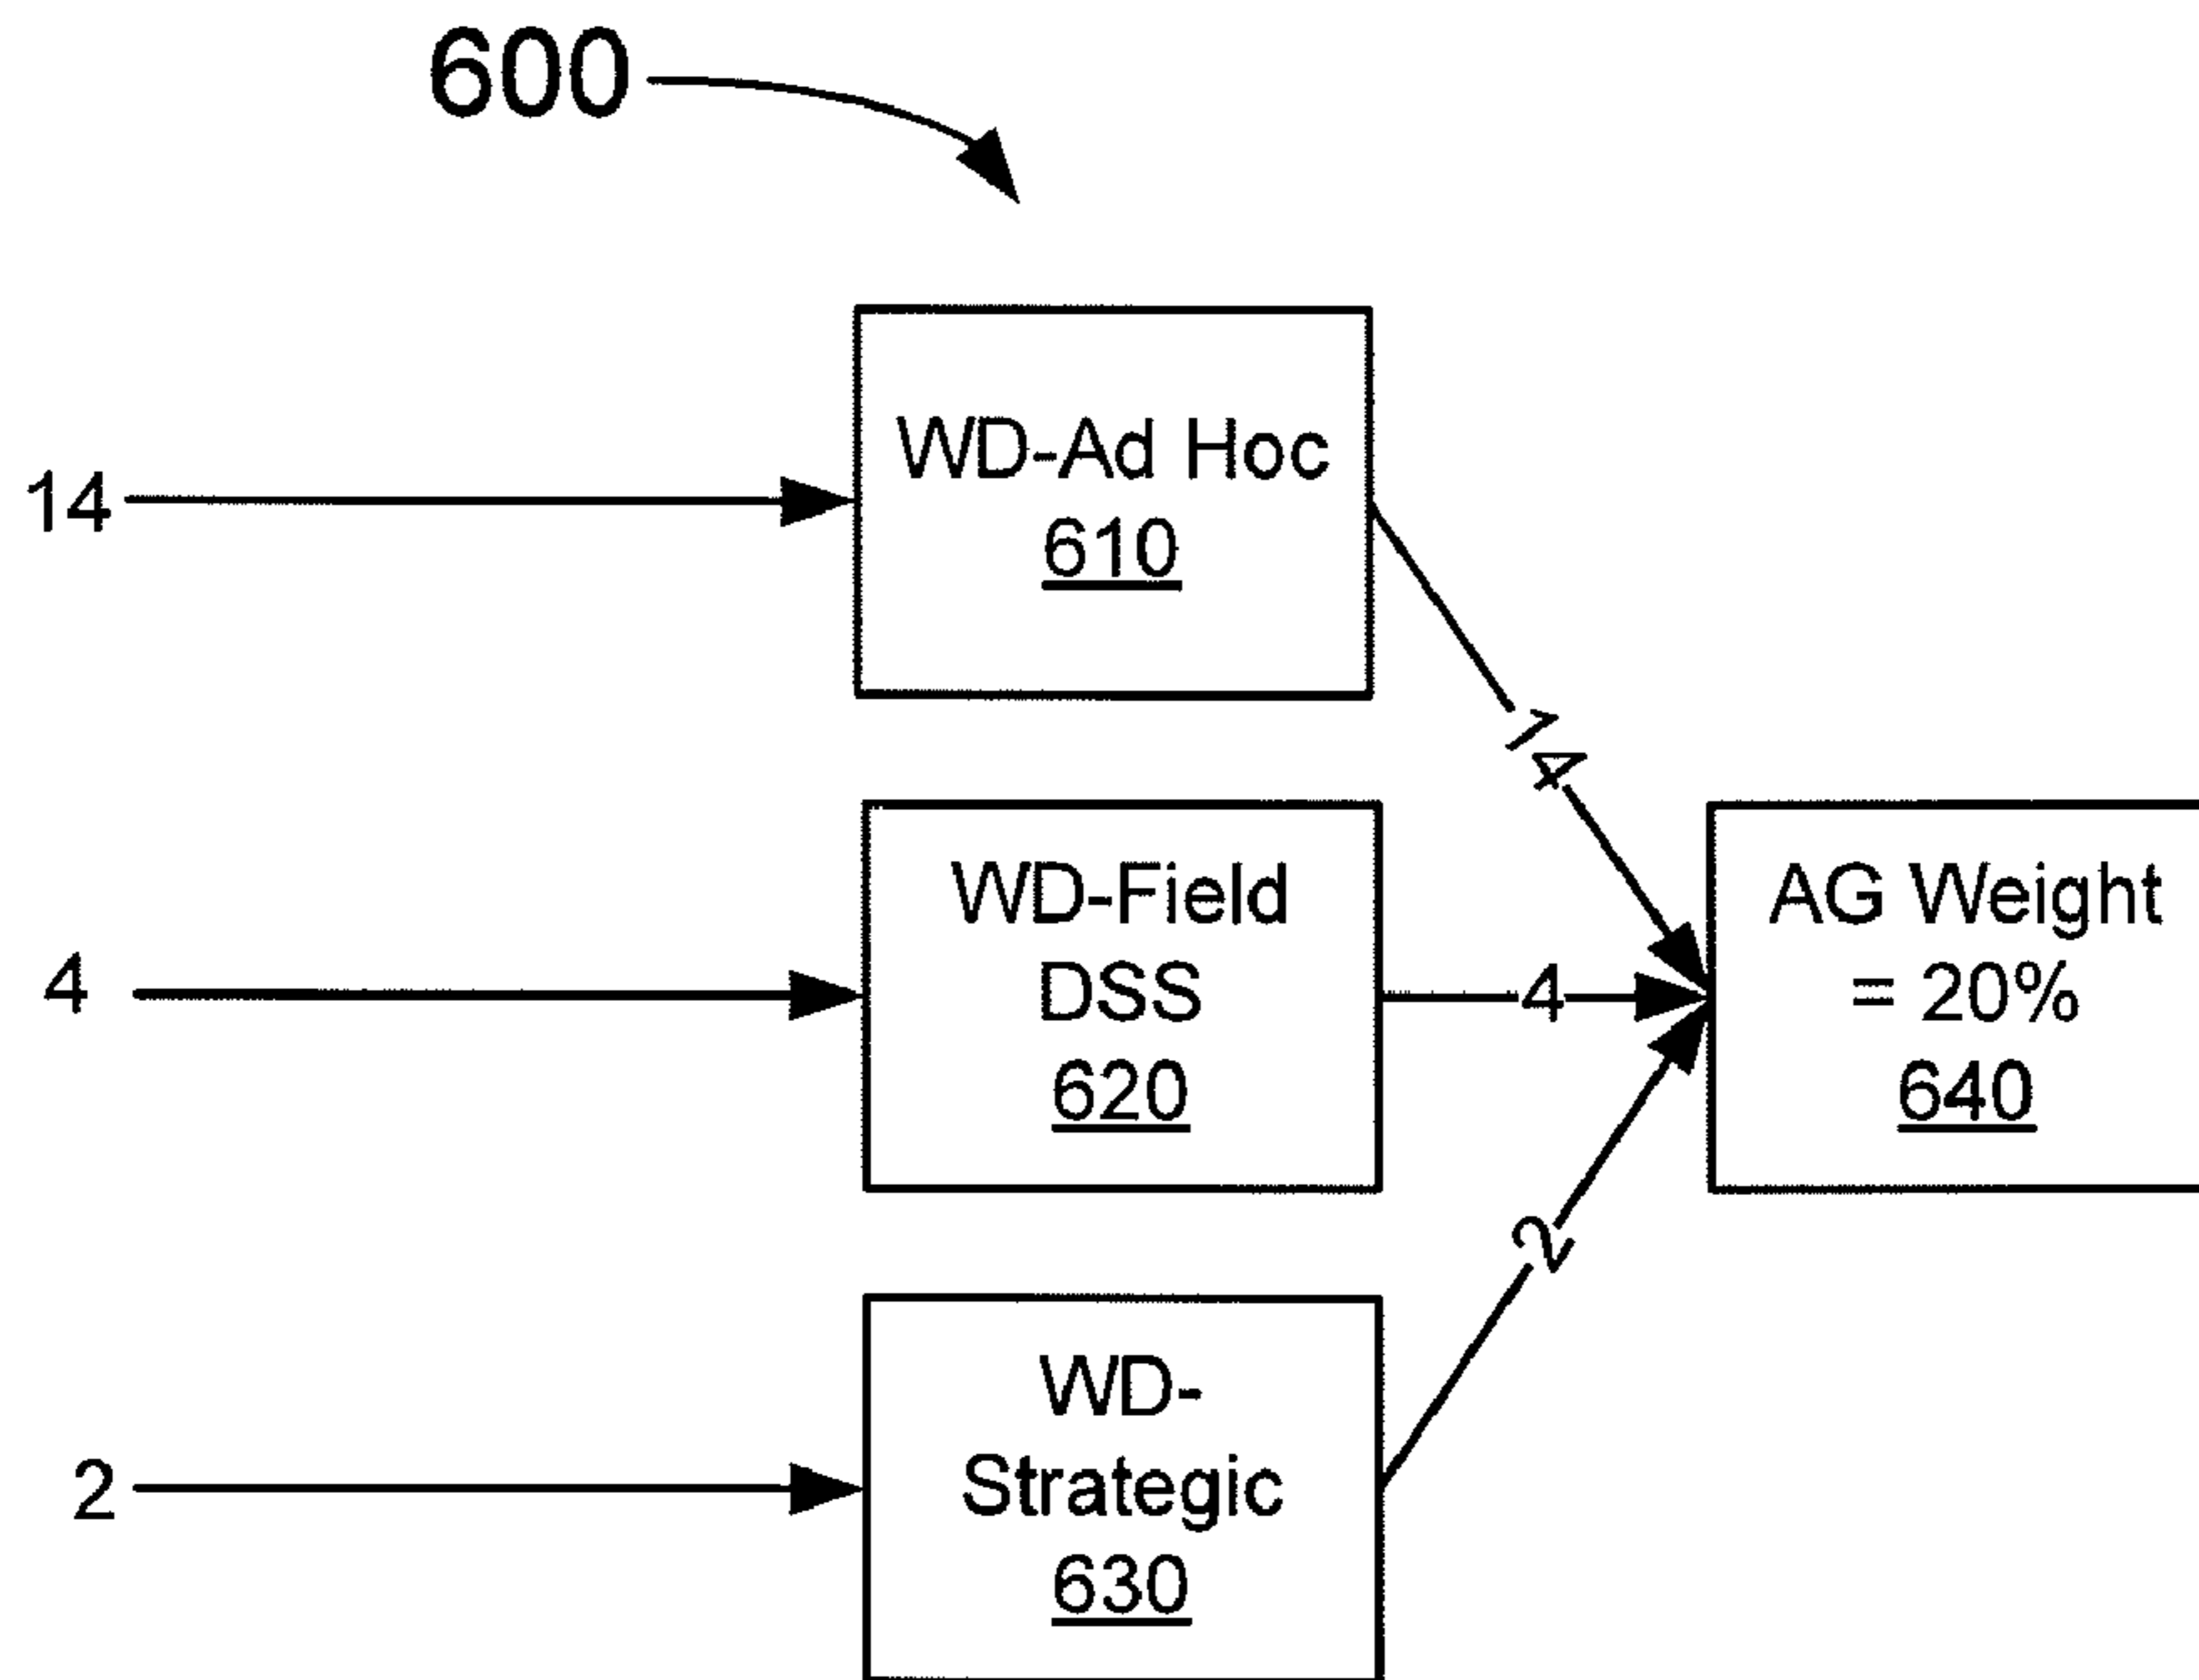 600
14
WD-Ad Hoc
610
14
4
WD-Field
DSS
620
4
AG Weight
= 20%
640
2
WD-
Strategic
630
2